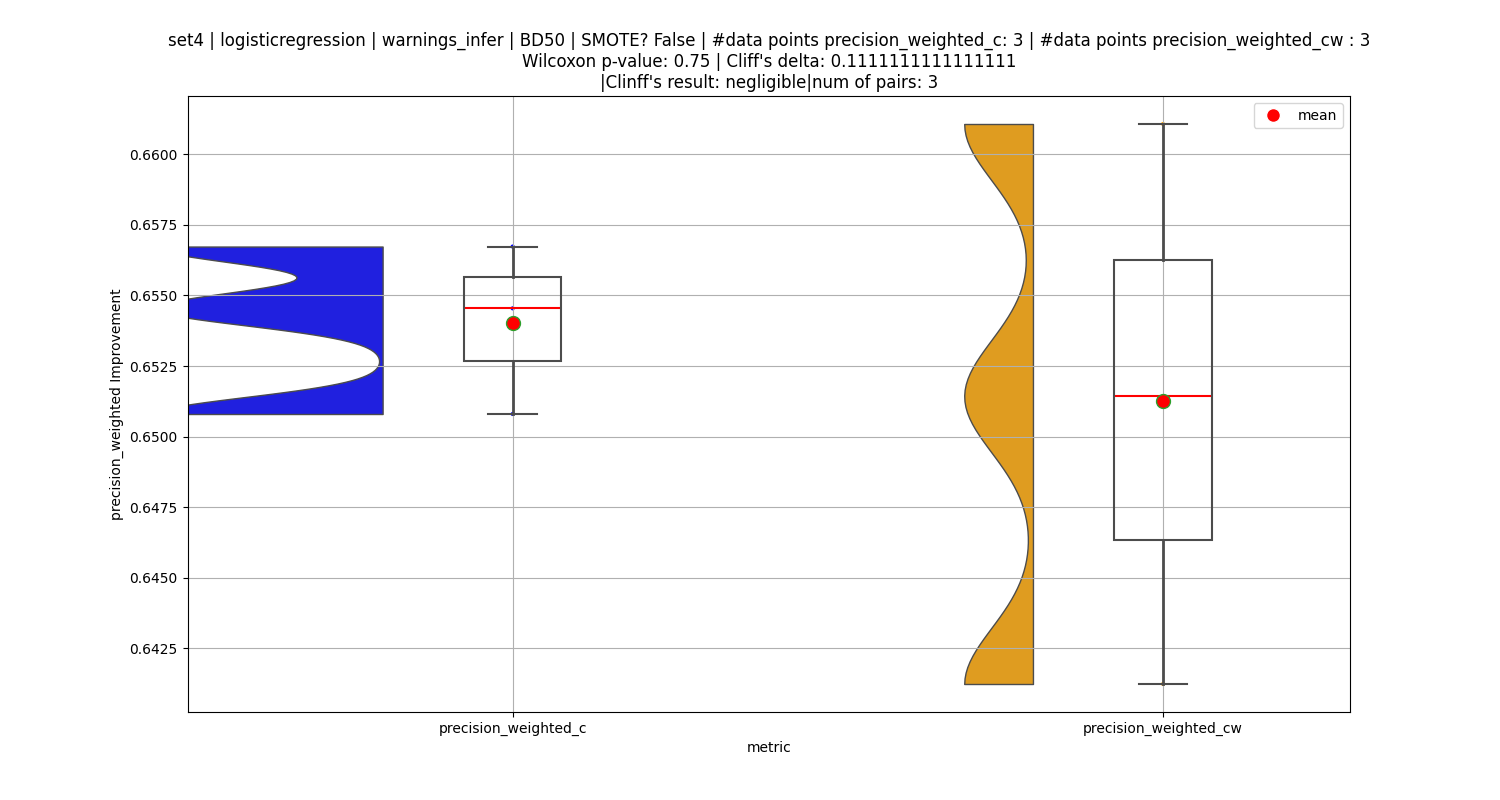 set4 | logisticregression | warnings_infer | BD50 | SMOTE? False | #data points precision_weighted_c: 3 | #data points precision_weighted_cw : 3
Wilcoxon p-value: 0.75 | Cliff's delta: 0.1111111111111111
|Clinff's result: negligible|num of pairs: 3
mean
0.6600
0.6575
0.6550
0.6525
0.6500
0.6475
0.6450
0.6425
precision_weighted Improvement
precision_weighted_c
precision_weighted_cw
metric